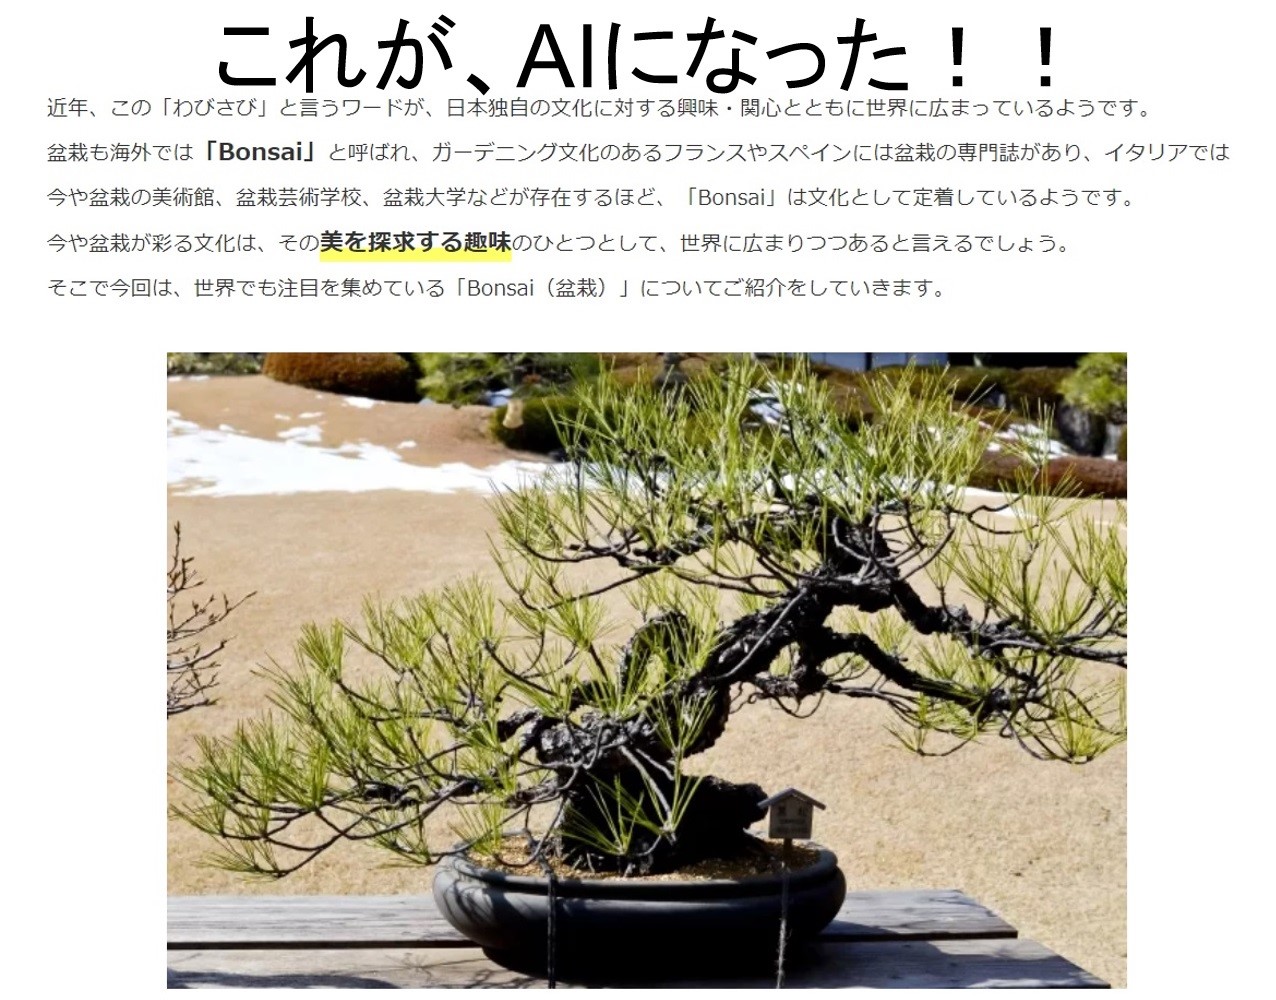 これが、AIになった！！
近年、この「わびさび」と言うワードが、日本独自の文化に対する興味・関心とともに世界に広まっているようです。
盆栽も海外では「Bonsai」と呼ばれ、ガーデニング文化のあるフランスやスペインには盆栽の専門誌があり、イタリアでは
今や盆栽の美術館、盆栽芸術学校、盆栽大学などが存在するほど、「Bonsai」は文化として定着しているようです。
今や盆栽が彩る文化は、その美を探求する趣味のひとつとして、世界に広まりつつあると言えるでしょう。
そこで今回は、世界でも注目を集めている「Bonsai（盆栽）」についてご紹介をしていきます。